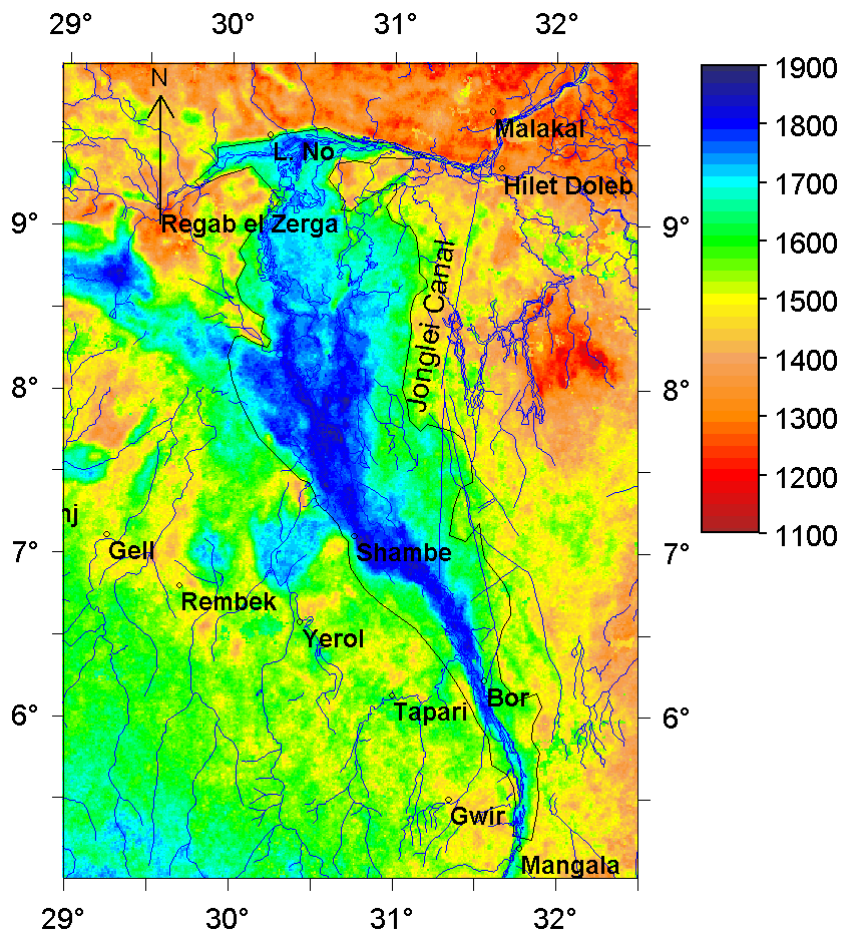 29° 30° 31° 32°
N
1900
Malakal
1800
L. No
Hilet Doleb
1700
9°
Regab el Zerga
9°
1600
1500
Jonglei Canal
1400
8°
8°
1300
1200
nj
1100
7°
Gell
Shambe
7°
Rembek
Yerol
Bor
6°
Tapari
6°
Gwir
Mangala
29° 30° 31° 32°